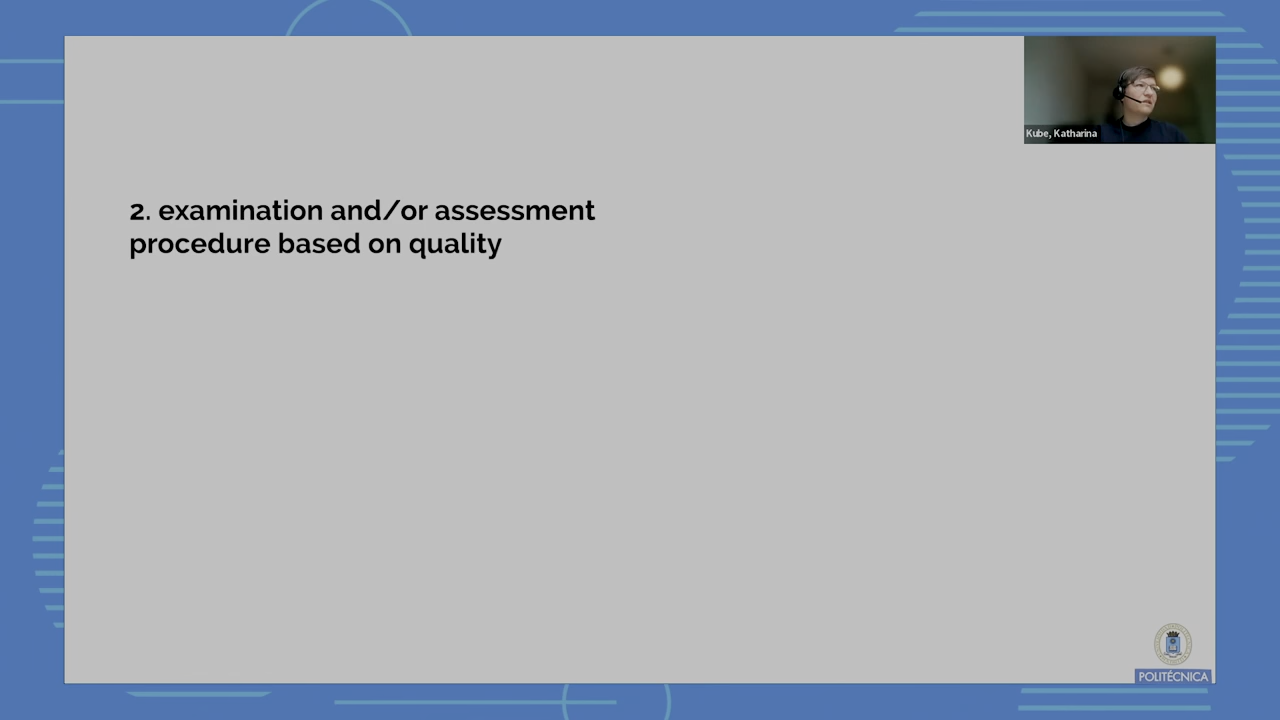 Kube, Katharina
2. examination and/or assessment
procedure based on quality
POLITÉCNICA